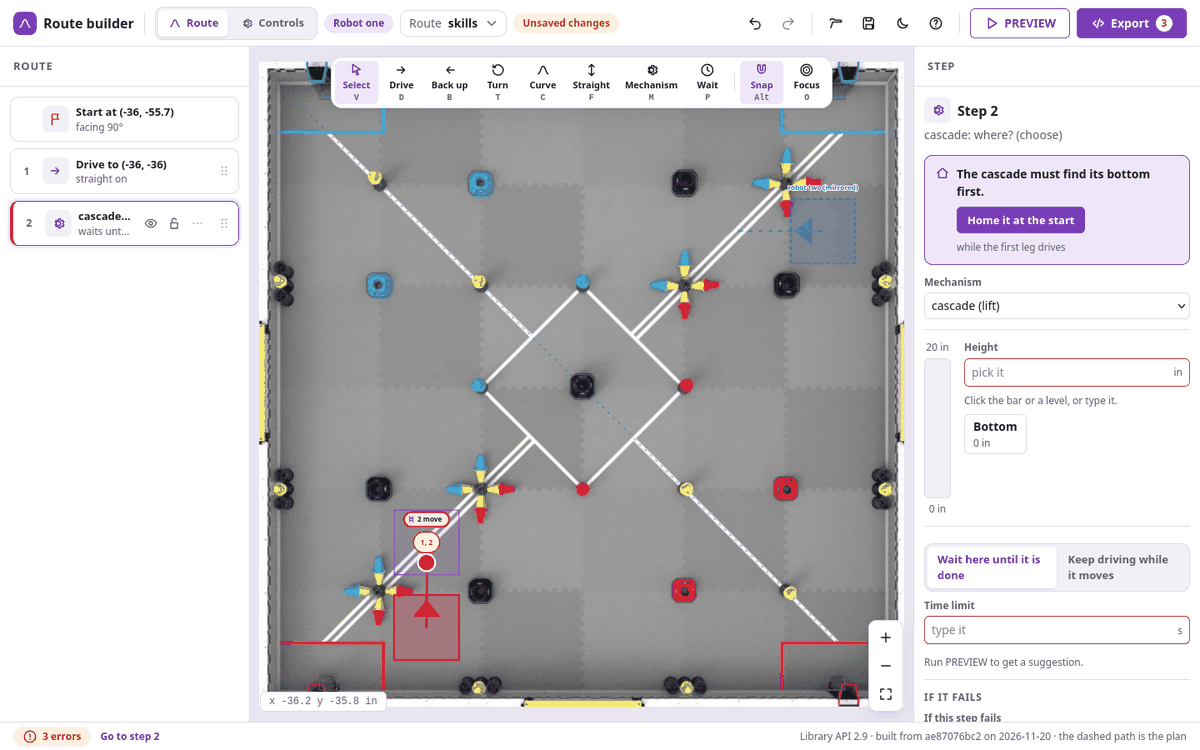 Route builder
Route
Controls
Robot one
Route skills
Unsaved changes
PREVIEW
Export 3
ROUTE
Start at (-36, -55.7)
facing 90°
1
Drive to (-36, -36)
straight on
2
cascade...
waits unt...
Select
V
Drive
D
Back up
B
Turn
T
Curve
C
Straight
F
Mechanism
M
Wait
P
Snap
Alt
Focus
O
robot two (mirrored)
2 move
1, 2
x -36.2 y -35.8 in
STEP
Step 2
cascade: where? (choose)
The cascade must find its bottom
first.
Home it at the start
while the first leg drives
Mechanism
cascade (lift)
20 in
Height
pick it
in
Click the bar or a level, or type it.
Bottom
0 in
0 in
Wait here until it is
done
Keep driving while
it moves
Time limit
type it
s
Run PREVIEW to get a suggestion.
IF IT FAILS
If this step fails
3 errors
Go to step 2
Library API 2.9 · built from ae87076bc2 on 2026-11-20 · the dashed path is the plan